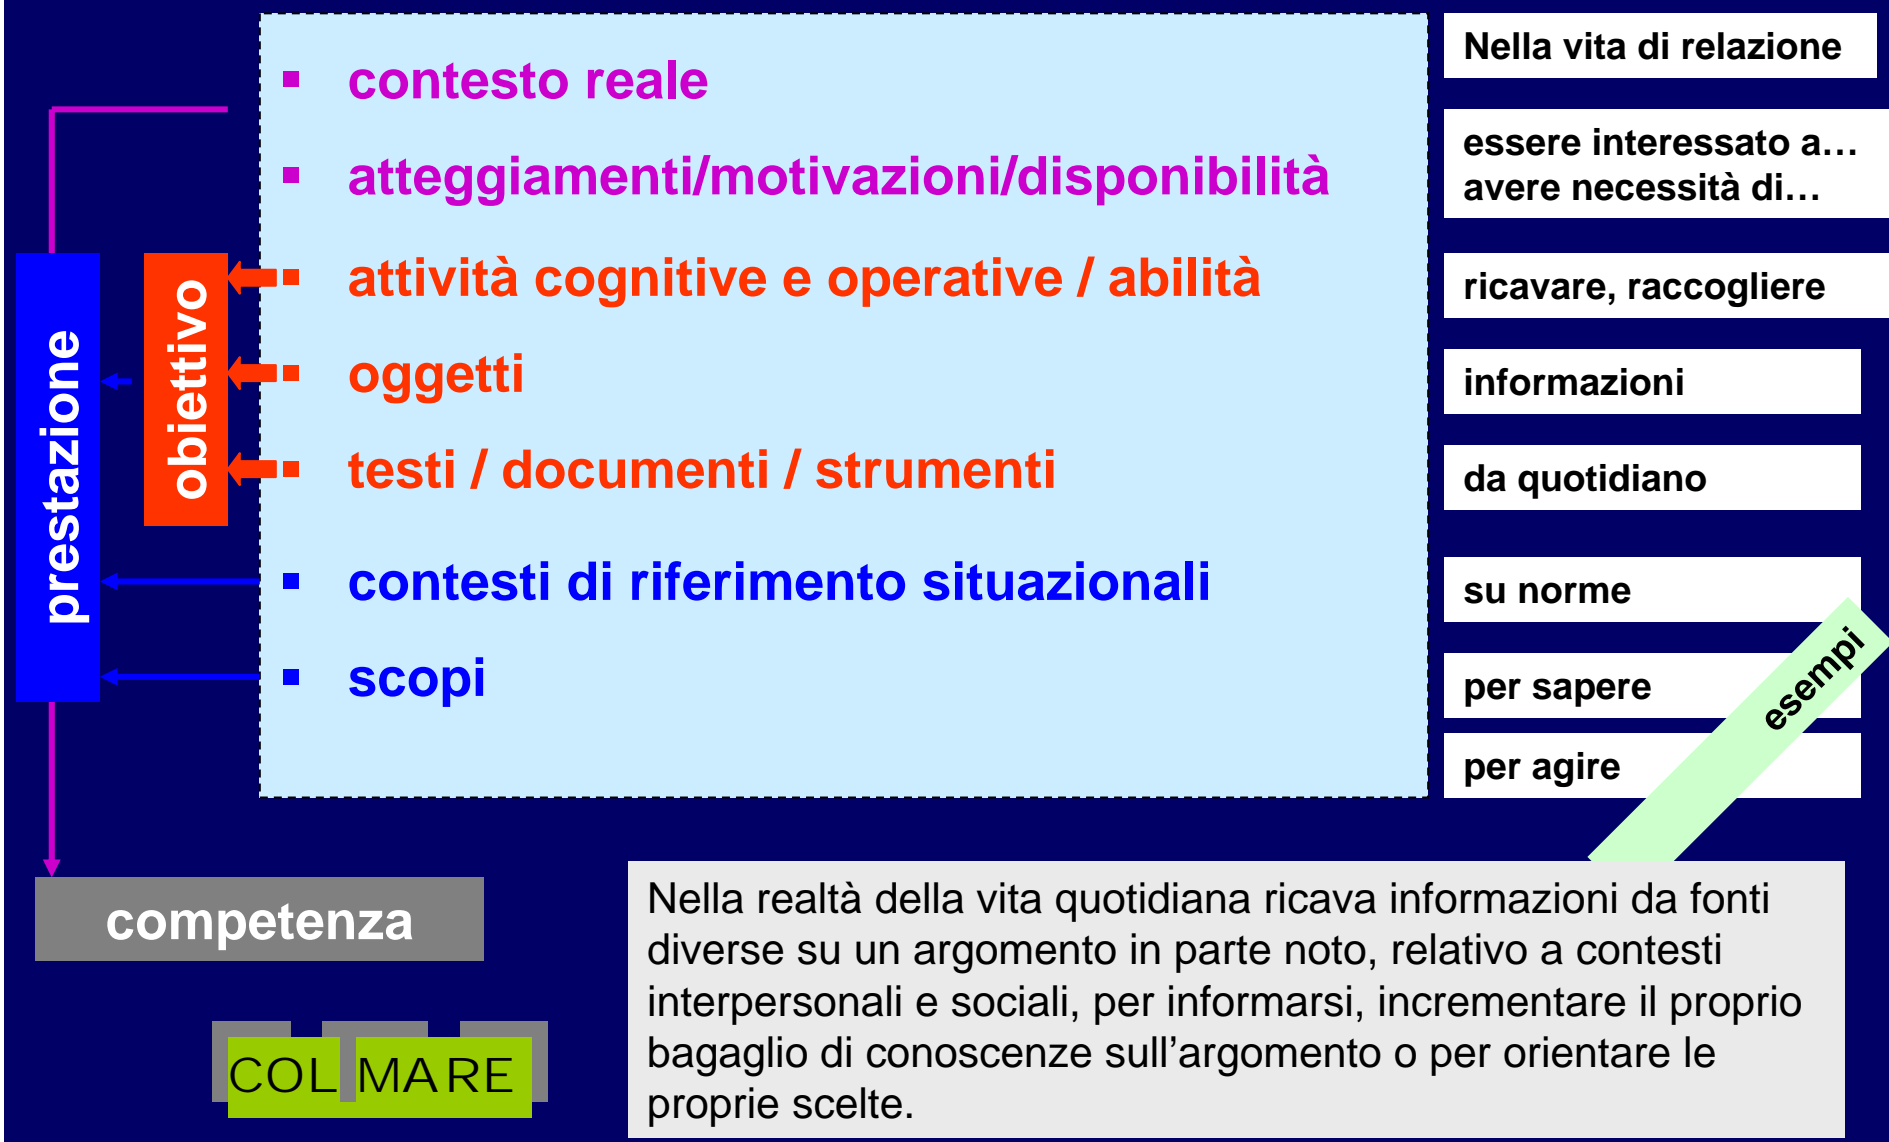 contesto reale
atteggiamenti/motivazioni/disponibilità
attività cognitive e operative / abilità
oggetti
testi / documenti / strumenti
contesti di riferimento situazionali
scopi
prestazione
obiettivo
Nella vita di relazione
essere interessato a…
avere necessità di…
ricavare, raccogliere
informazioni
da quotidiano
su norme
per sapere
per agire
esempi
competenza
COL MARE
Nella realtà della vita quotidiana ricava informazioni da fonti
diverse su un argomento in parte noto, relativo a contesti
interpersonali e sociali, per informarsi, incrementare il proprio
bagaglio di conoscenze sull’argomento o per orientare le
proprie scelte.